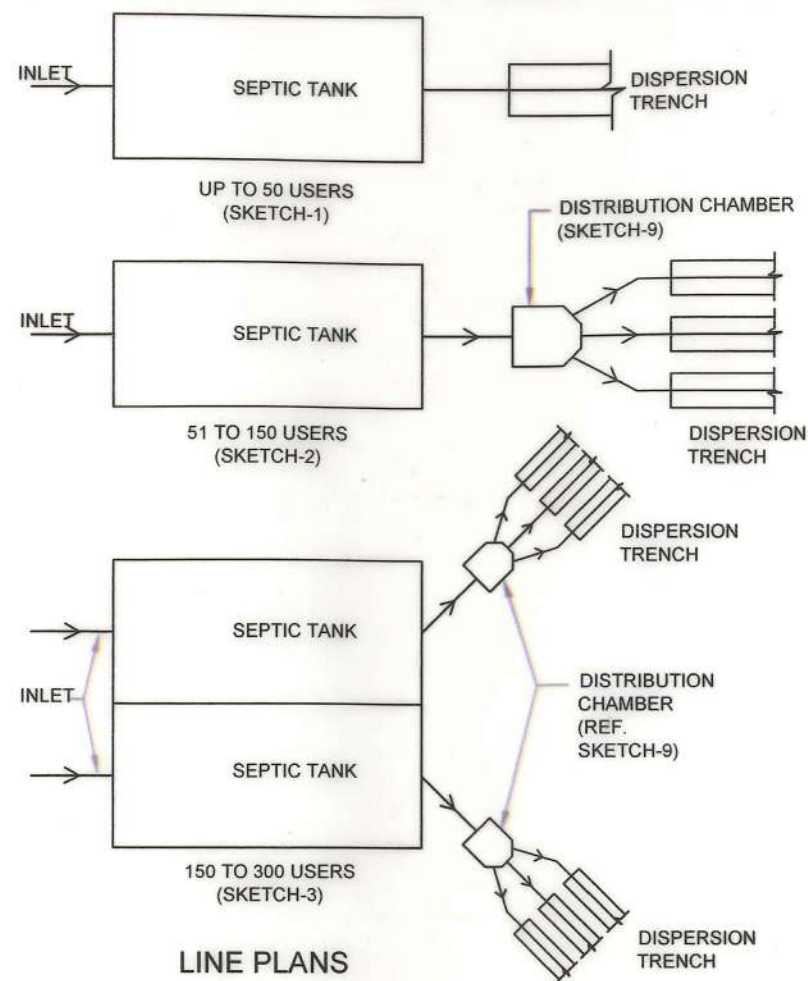 INLET
SEPTIC TANK
DISPERSION
TRENCH
UP TO 50 USERS
(SKETCH-1)
DISTRIBUTION CHAMBER
(SKETCH-9)
INLET
SEPTIC TANK
51 TO 150 USERS
(SKETCH-2)
DISPERSION
TRENCH
DISPERSION
TRENCH
SEPTIC TANK
INLET
SEPTIC TANK
DISTRIBUTION
CHAMBER
(REF.
SKETCH-9)
150 TO 300 USERS
(SKETCH-3)
DISPERSION
TRENCH
LINE PLANS